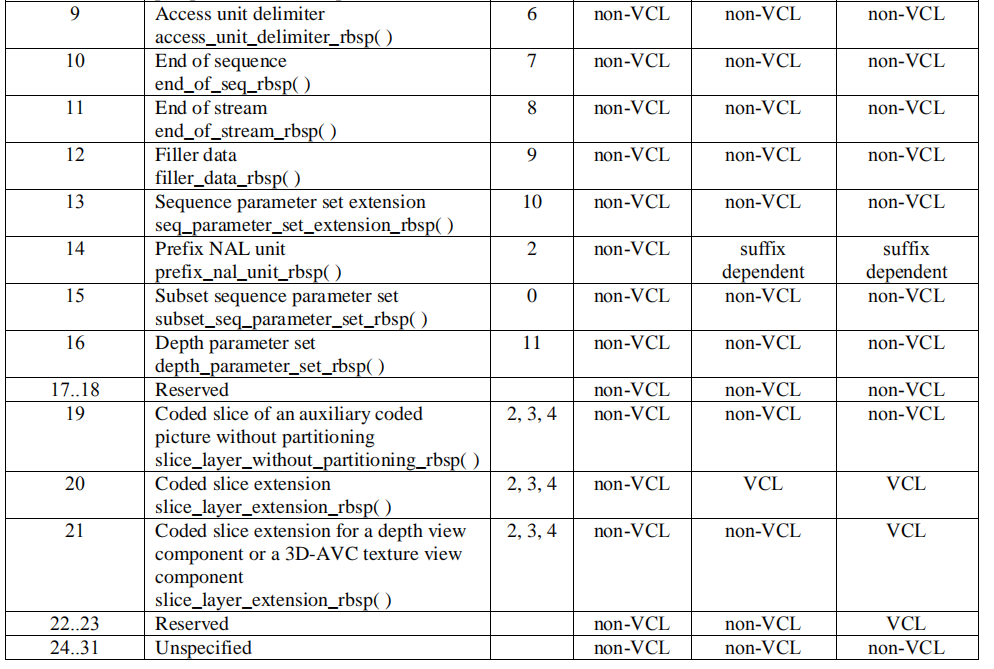 9 Access unit delimiter 6 non-VCL non-VCL non-VCL
access_unit_delimiter_rbsp( )
10 End of sequence 7 non-VCL non-VCL non-VCL
end_of_seq_rbsp( )
11 End of stream 8 non-VCL non-VCL non-VCL
end_of_stream_rbsp( )
12 Filler data 9 non-VCL non-VCL non-VCL
filler_data_rbsp( )
13 Sequence parameter set extension 10 non-VCL non-VCL non-VCL
seq_parameter_set_extension_rbsp( )
14 Prefix NAL unit 2 non-VCL suffix suffix
prefix_nal_unit_rbsp( ) dependent dependent
15 Subset sequence parameter set 0 non-VCL non-VCL non-VCL
subset_seq_parameter_set_rbsp( )
16 Depth parameter set 11 non-VCL non-VCL non-VCL
depth_parameter_set_rbsp( )
17..18 Reserved non-VCL non-VCL non-VCL
19 Coded slice of an auxiliary coded 2, 3, 4 non-VCL non-VCL non-VCL
picture without partitioning
slice_layer_without_partitioning_rbsp( )
20 Coded slice extension 2, 3, 4 non-VCL VCL VCL
slice_layer_extension_rbsp( )
21 Coded slice extension for a depth view 2, 3, 4 non-VCL non-VCL VCL
component or a 3D-AVC texture view
component
slice_layer_extension_rbsp( )
22..23 Reserved non-VCL non-VCL VCL
24..31 Unspecified non-VCL non-VCL non-VCL